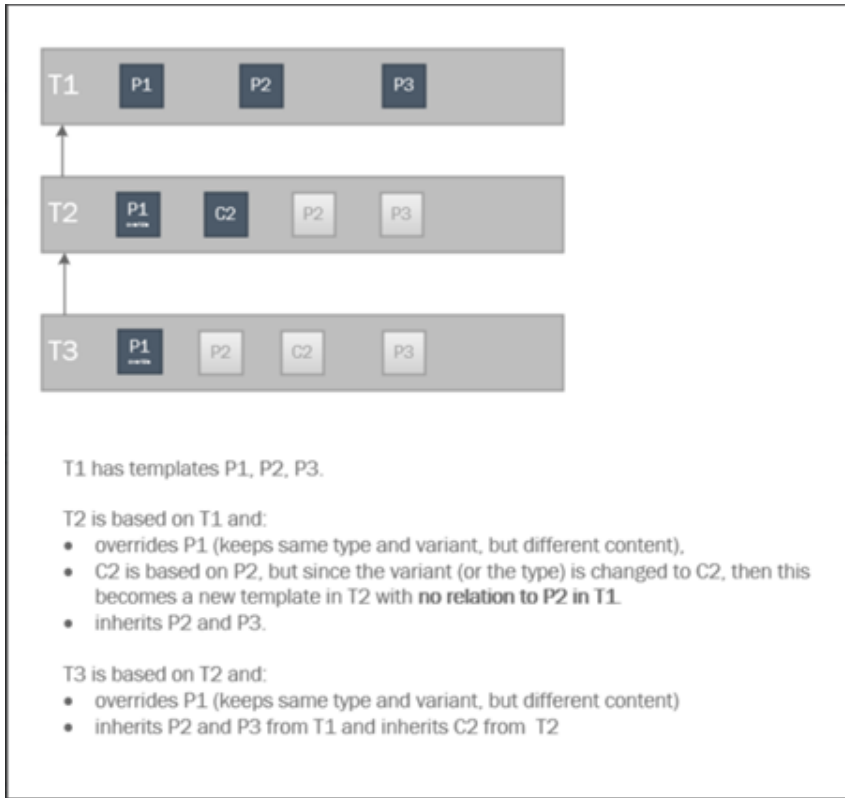 T1 P1 P2 P3
T2 P1 C2 P2 P3
override
T3 P1 P2 C2 P3
override
T1 has templates P1, P2, P3.
T2 is based on T1 and:
• overrides P1 (keeps same type and variant, but different content),
• C2 is based on P2, but since the variant (or the type) is changed to C2, then this
becomes a new template in T2 with no relation to P2 in T1.
• inherits P2 and P3.
T3 is based on T2 and:
• overrides P1 (keeps same type and variant, but different content)
• inherits P2 and P3 from T1 and inherits C2 from T2